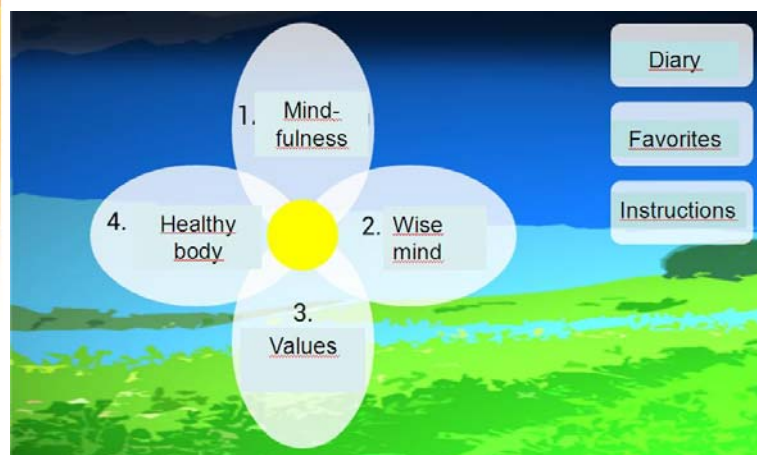 1. Mind-
fulness
2. Wise
mind
3.
Values
4. Healthy
body
Diary
Favorites
Instructions